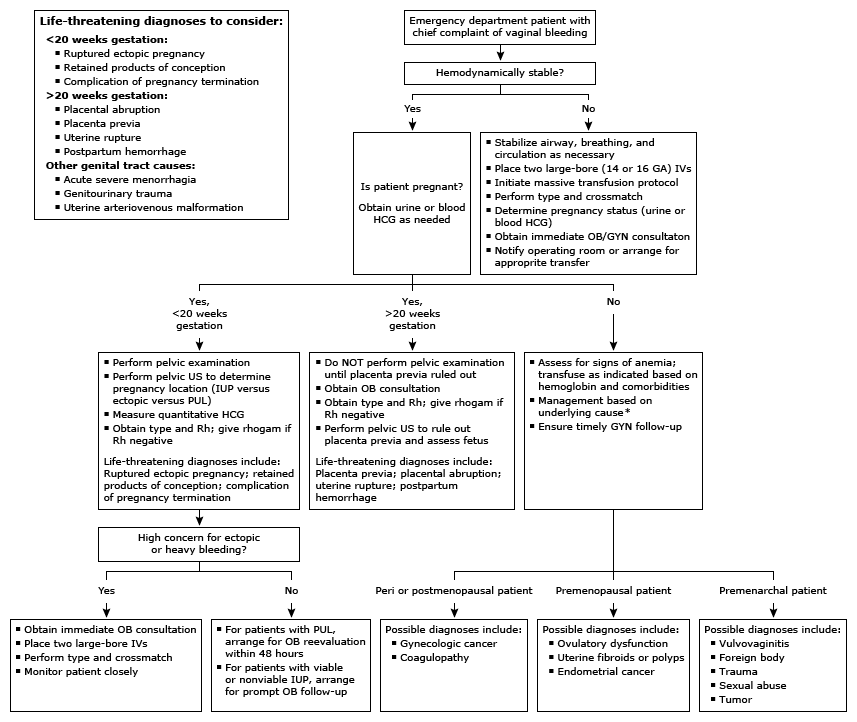 Life-threatening diagnoses to consider:
<20 weeks gestation:
▪ Ruptured ectopic pregnancy
▪ Retained products of conception
▪ Complication of pregnancy termination
>20 weeks gestation:
▪ Placental abruption
▪ Placenta previa
▪ Uterine rupture
▪ Postpartum hemorrhage
Other genital tract causes:
▪ Acute severe menorrhagia
▪ Genitourinary trauma
▪ Uterine arteriovenous malformation
Emergency department patient with
chief complaint of vaginal bleeding
Hemodynamically stable?
Yes
No
Is patient pregnant?
Obtain urine or blood
HCG as needed
▪ Stabilize airway, breathing, and
circulation as necessary
▪ Place two large-bore (14 or 16 GA) IVs
▪ Initiate massive transfusion protocol
▪ Perform type and crossmatch
▪ Determine pregnancy status (urine or
blood HCG)
▪ Obtain immediate OB/GYN consultaton
▪ Notify operating room or arrange for
approprite transfer
Yes,
<20 weeks
gestation
Yes,
>20 weeks
gestation
No
▪ Perform pelvic examination
▪ Perform pelvic US to determine
pregnancy location (IUP versus
ectopic versus PUL)
▪ Measure quantitative HCG
▪ Obtain type and Rh; give rhogam if
Rh negative
Life-threatening diagnoses include:
Ruptured ectopic pregnancy; retained
products of conception; complication
of pregnancy termination
▪ Do NOT perform pelvic examination
until placenta previa ruled out
▪ Obtain OB consultation
▪ Obtain type and Rh; give rhogam if
Rh negative
▪ Perform pelvic US to rule out
placenta previa and assess fetus
Life-threatening diagnoses include:
Placenta previa; placental abruption;
uterine rupture; postpartum
hemorrhage
▪ Assess for signs of anemia;
transfuse as indicated based on
hemoglobin and comorbidities
▪ Management based on
underlying cause*
▪ Ensure timely GYN follow-up
High concern for ectopic
or heavy bleeding?
Yes
No
Peri or postmenopausal patient
Premenopausal patient
Premenarchal patient
▪ Obtain immediate OB consultation
▪ Place two large-bore IVs
▪ Perform type and crossmatch
▪ Monitor patient closely
▪ For patients with PUL,
arrange for OB reevaluation
within 48 hours
▪ For patients with viable
or nonviable IUP, arrange
for prompt OB follow-up
Possible diagnoses include:
▪ Gynecologic cancer
▪ Coagulopathy
Possible diagnoses include:
▪ Ovulatory dysfunction
▪ Uterine fibroids or polyps
▪ Endometrial cancer
Possible diagnoses include:
▪ Vulvovaginitis
▪ Foreign body
▪ Trauma
▪ Sexual abuse
▪ Tumor